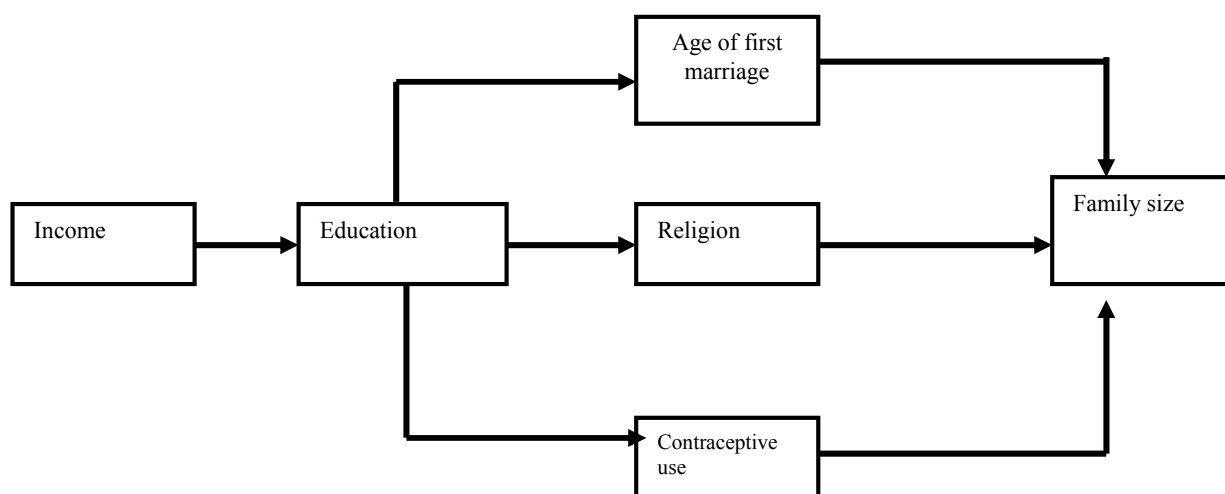 Age of first
marriage
Income
Education
Religion
Family size
Contraceptive
use